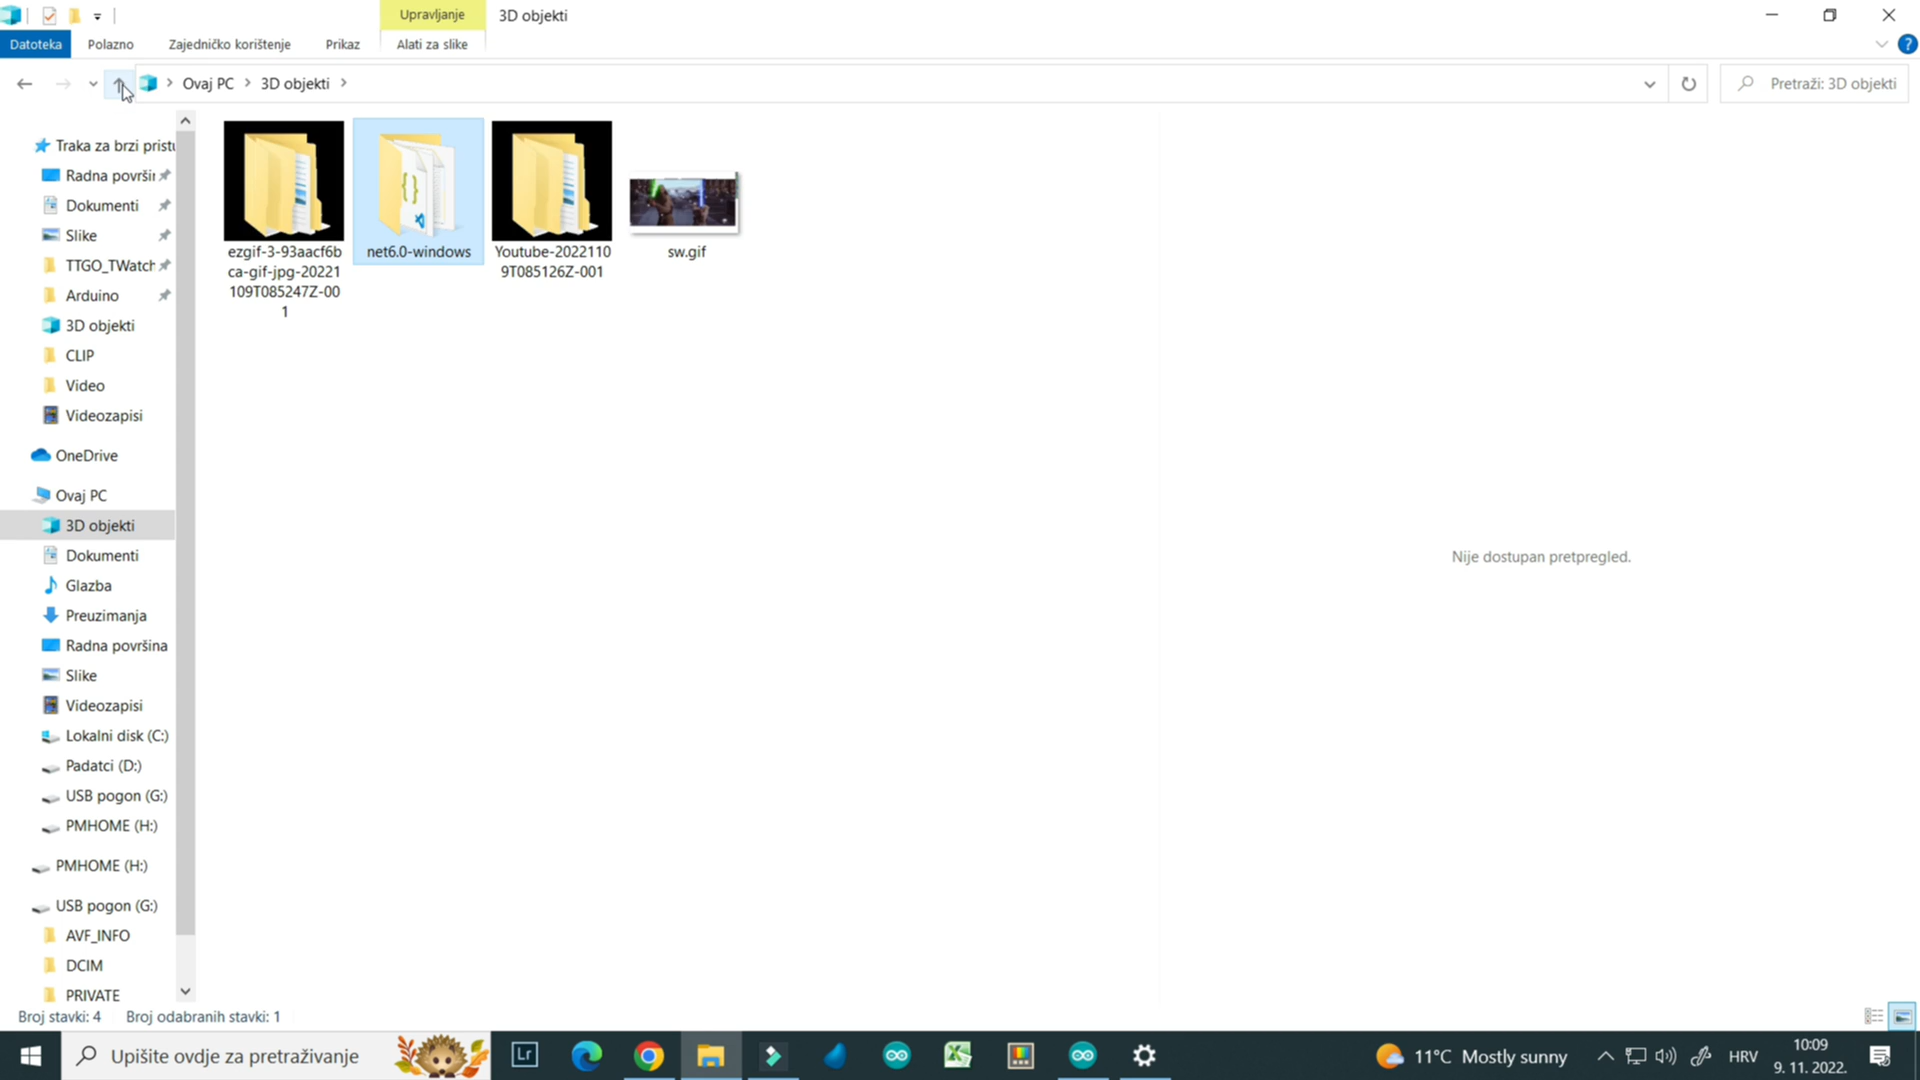 Upravljanje
3D objekti
Datoteka
Polazno
Zajedničko korištenje
Prikaz
Alati za slike
?
Ovaj PC
3D objekti
Pretraži: 3D objekti
Traka za brzi pristu
Radna površir
Dokumenti
Slike
TTGO_TWatch
Arduino
3D objekti
CLIP
Video
Videozapisi
OneDrive
Ovaj PC
3D objekti
Dokumenti
Glazba
Preuzimanja
Radna površina
Slike
Videozapisi
Lokalni disk (C:)
Padatci (D:)
USB pogon (G:)
PMHOME (H:)
PMHOME (H:)
USB pogon (G:)
AVF_INFO
DCIM
PRIVATE
ezgif-3-93aacf6b
ca-gif-jpg-20221
109T085247Z-00
1
net6.0-windows
Youtube-2022110
9T085126Z-001
sw.gif
Nije dostupan pretpregled.
Broj stavki: 4
Broj odabranih stavki: 1
Upišite ovdje za pretraživanje
Lr
11°C Mostly sunny
HRV
10:09
9. 11. 2022.